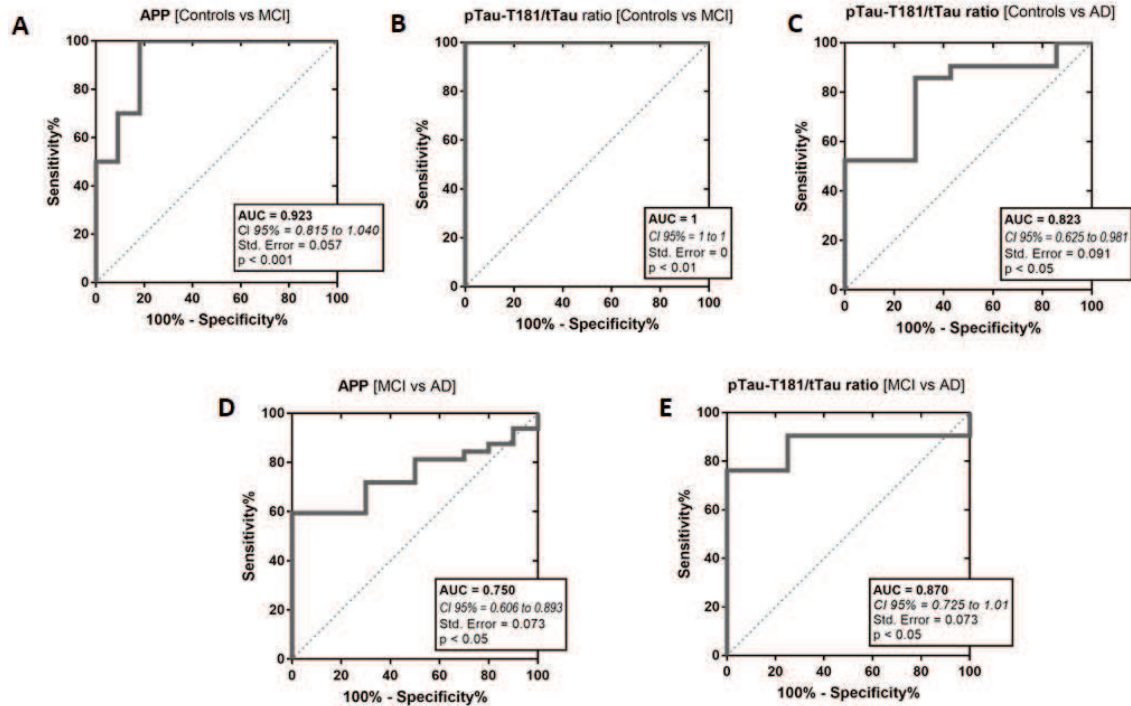 A
APP [Controls vs MCI]
100
80
60
40
20
0
Sensitivity%
0 20 40 60 80 100
100% - Specificity%
AUC = 0.923
CI 95% = 0.815 to 1.040
Std. Error = 0.057
p < 0.001
B
pTau-T181/tTau ratio [Controls vs MCI]
100
80
60
40
20
0
Sensitivity%
0 20 40 60 80 100
100% - Specificity%
AUC = 1
CI 95% = 1 to 1
Std. Error = 0
p < 0.01
C
pTau-T181/tTau ratio [Controls vs AD]
100
80
60
40
20
0
Sensitivity%
0 20 40 60 80 100
100% - Specificity%
AUC = 0.823
CI 95% = 0.625 to 0.981
Std. Error = 0.091
p < 0.05
D
APP [MCI vs AD]
100
80
60
40
20
0
Sensitivity%
0 20 40 60 80 100
100% - Specificity%
AUC = 0.750
CI 95% = 0.606 to 0.893
Std. Error = 0.073
p < 0.05
E
pTau-T181/tTau ratio [MCI vs AD]
100
80
60
40
20
0
Sensitivity%
0 20 40 60 80 100
100% - Specificity%
AUC = 0.870
CI 95% = 0.725 to 1.01
Std. Error = 0.073
p < 0.05